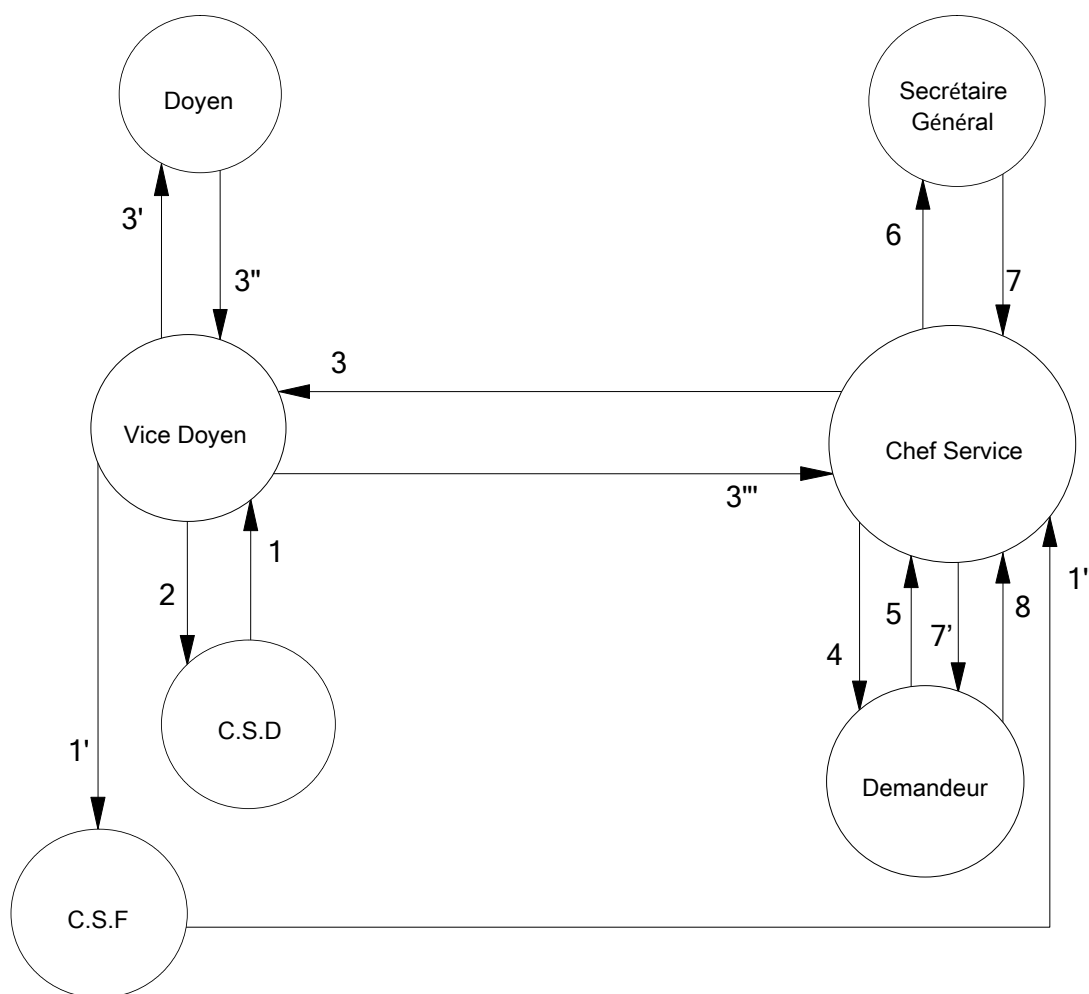 Doyen
Secrétaire
Général
3'
6
3"
7
3
Vice Doyen
Chef Service
3'"
1
1'
2
5
8
4
7’
C.S.D
1'
Demandeur
C.S.F